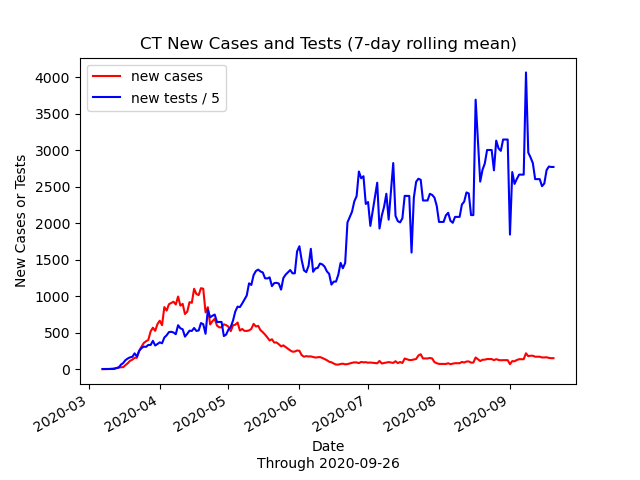 CT New Cases and Tests (7-day rolling mean)
new cases
new tests / 5
New Cases or Tests
4000
3500
3000
2500
2000
1500
1000
500
0
2020-03
2020-04
2020-05
2020-06
2020-07
2020-08
2020-09
Date
Through 2020-09-26